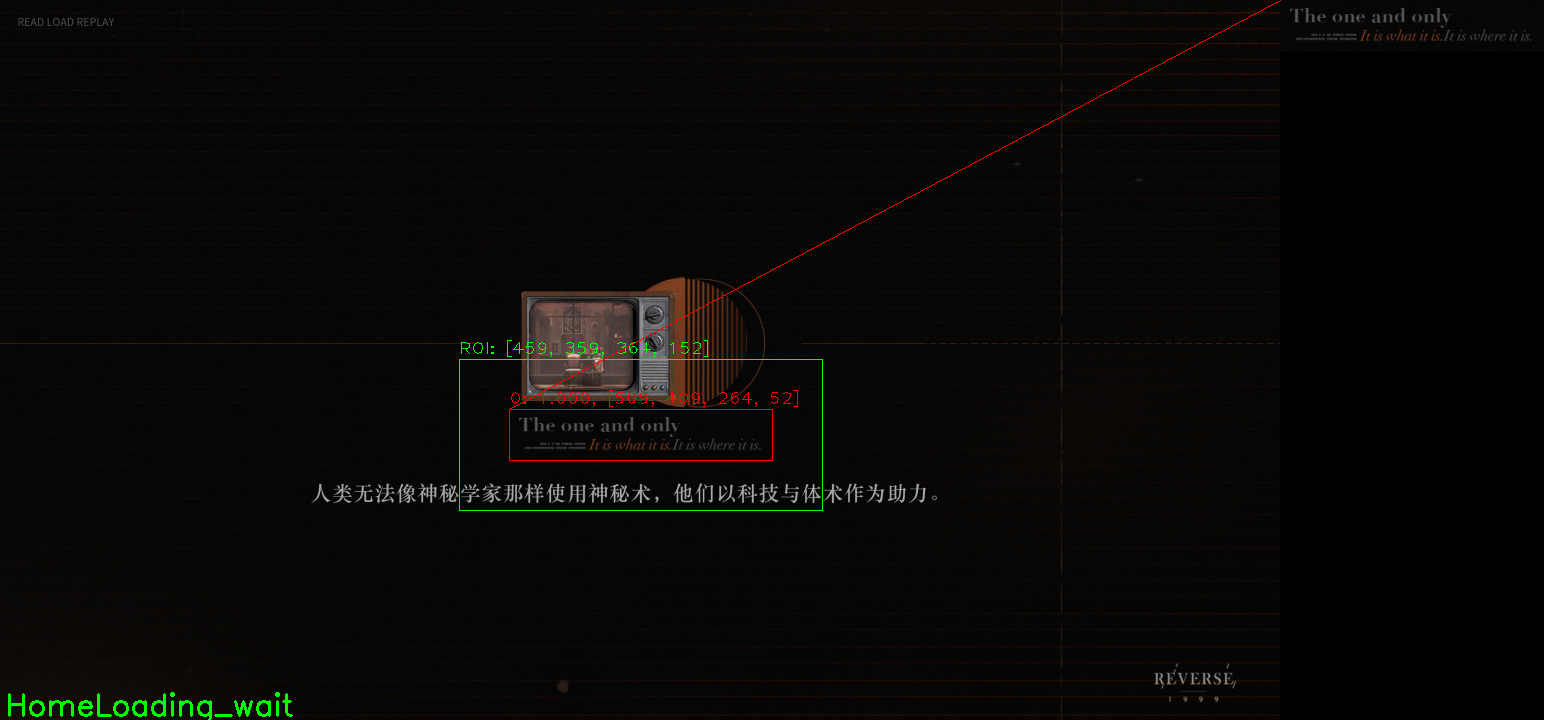 READ LOAD REPLAY
The one and only
It is what it is.It is where it is.
ROI: [459, 359, 364, 152]
264, 52]
The one and only
It is what it is.It is where it is.
人类无法像神秘学家那样使用神秘术，他们以科技与体术作为助力。
REVERSE
1999
HomeLoading_wait